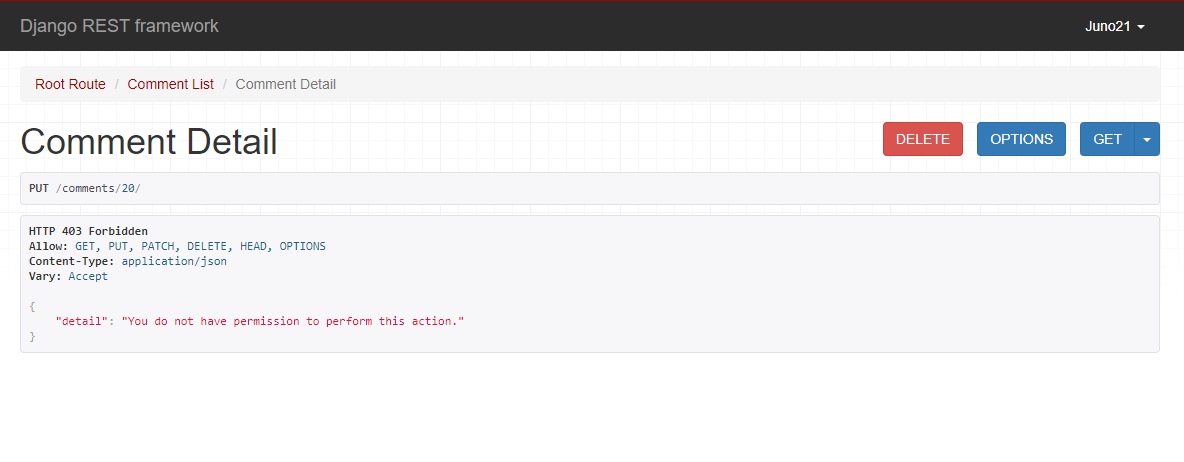 Django REST framework
Juno21
Root Route / Comment List / Comment Detail
Comment Detail
DELETE
OPTIONS
GET
PUT /comments/20/
HTTP 403 Forbidden
Allow: GET, PUT, PATCH, DELETE, HEAD, OPTIONS
Content-Type: application/json
Vary: Accept
{
    "detail": "You do not have permission to perform this action."
}